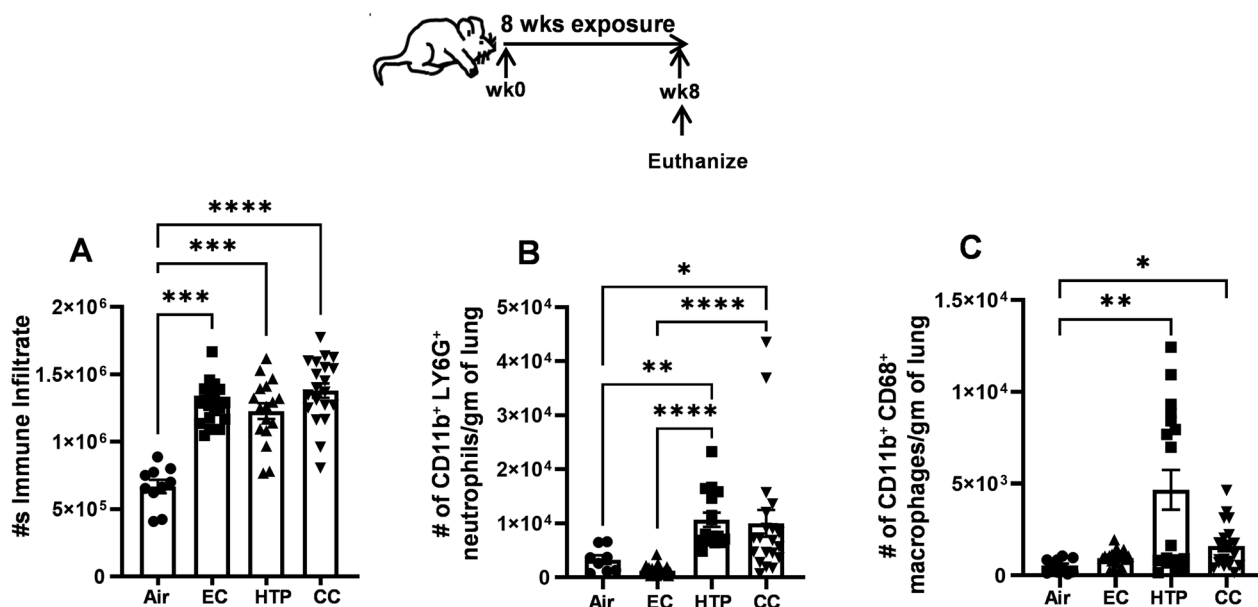 8 wks exposure
wk0
wk8
Euthanize
A
****
***
***
#s Immune Infiltrate
2×10⁶
1.5×10⁶
1×10⁶
5×10⁵
0
Air EC HTP CC
B
*
****
**
****
# of CD11b⁺ LY6G⁺
neutrophils/gm of lung
5×10⁴
4×10⁴
3×10⁴
2×10⁴
1×10⁴
0
Air EC HTP CC
C
*
**
# of CD11b⁺ CD68⁺
macrophages/gm of lung
1.5×10⁴
1×10⁴
5×10³
0
Air EC HTP CC